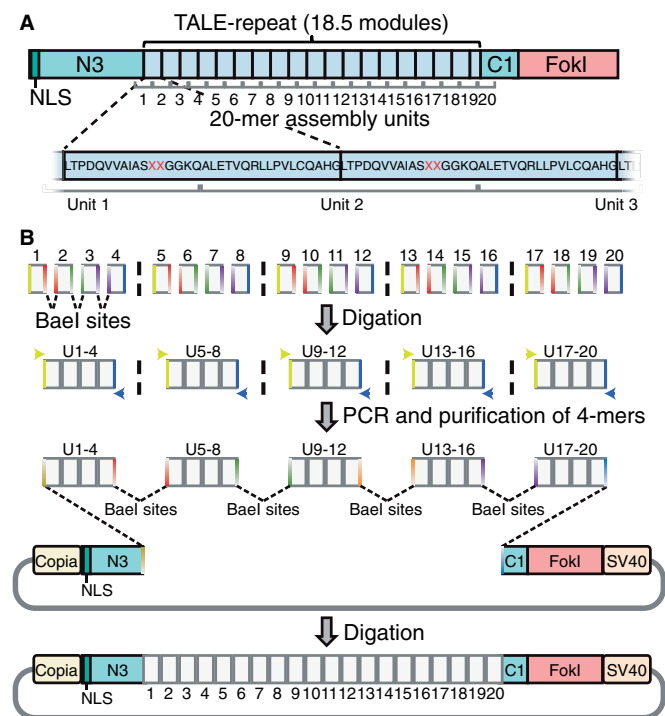 A
TALE-repeat (18.5 modules)
N3 C1 FokI
NLS
1 2 3 4 5 6 7 8 9 10 11 12 13 14 15 16 17 18 19 20
20-mer assembly units
LTPDQVVAIASXXGGKQALETVQRLLPVLCQAHGLTPDQVVAIASXXGGKQALETVQRLLPVLCQAHGLT
Unit 1 Unit 2 Unit 3
B
1 2 3 4 5 6 7 8 9 10 11 12 13 14 15 16 17 18 19 20
BaeI sites
Digation
U1-4 U5-8 U9-12 U13-16 U17-20
PCR and purification of 4-mers
U1-4 U5-8 U9-12 U13-16 U17-20
BaeI sites BaeI sites BaeI sites BaeI sites
Copia N3 C1 FokI SV40
NLS
Digation
Copia N3 C1 FokI SV40
NLS 1 2 3 4 5 6 7 8 9 10 11 12 13 14 15 16 17 18 19 20